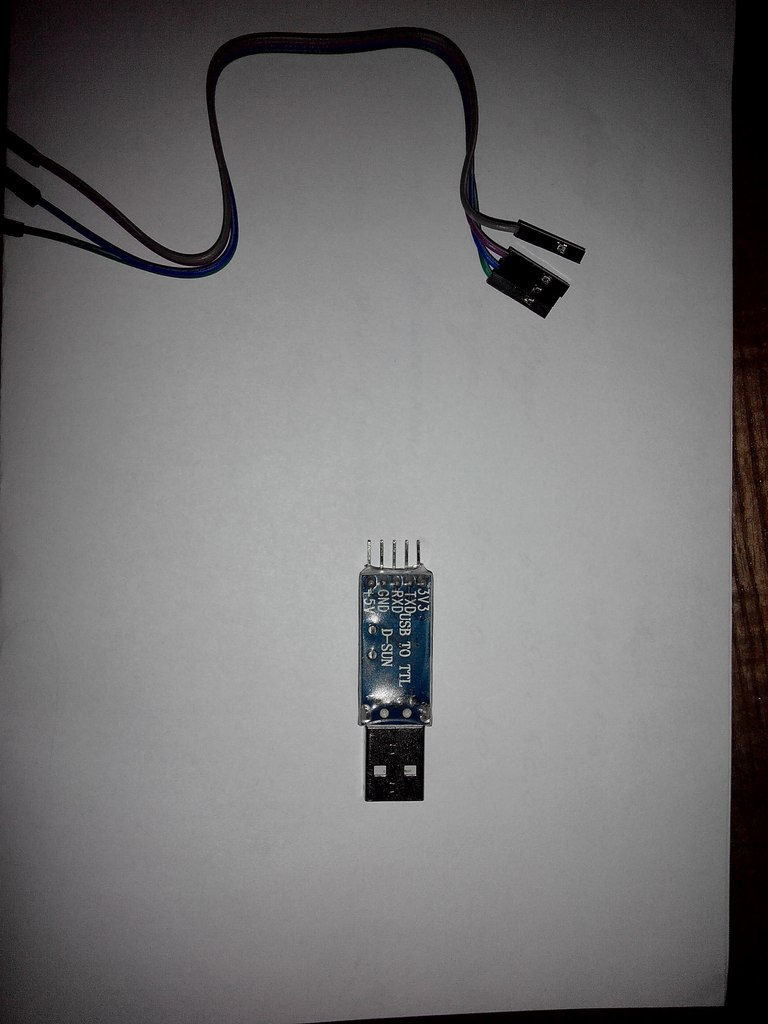 3V3
TXD
RXD
GND
+5V
USB TO TTL
D-SUN